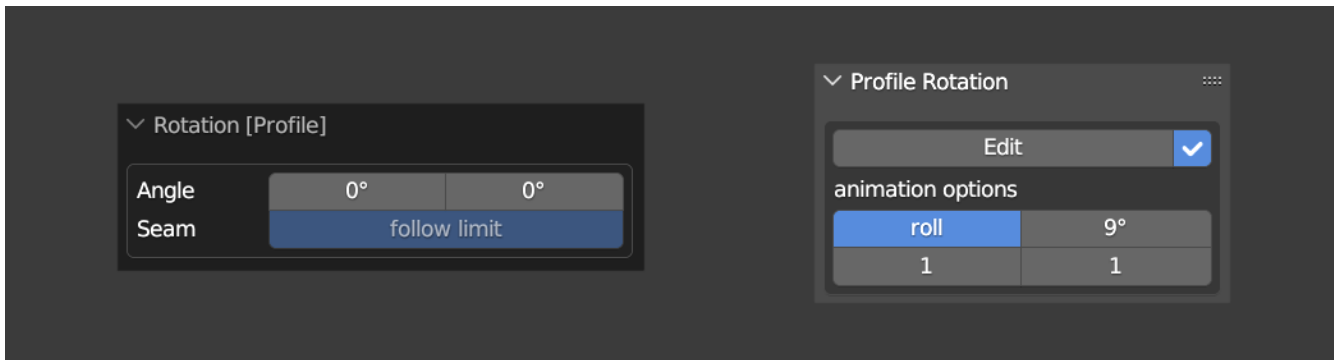 Rotation [Profile]
Angle 0° 0°
Seam follow limit
Profile Rotation
Edit
animation options
roll 9°
1 1